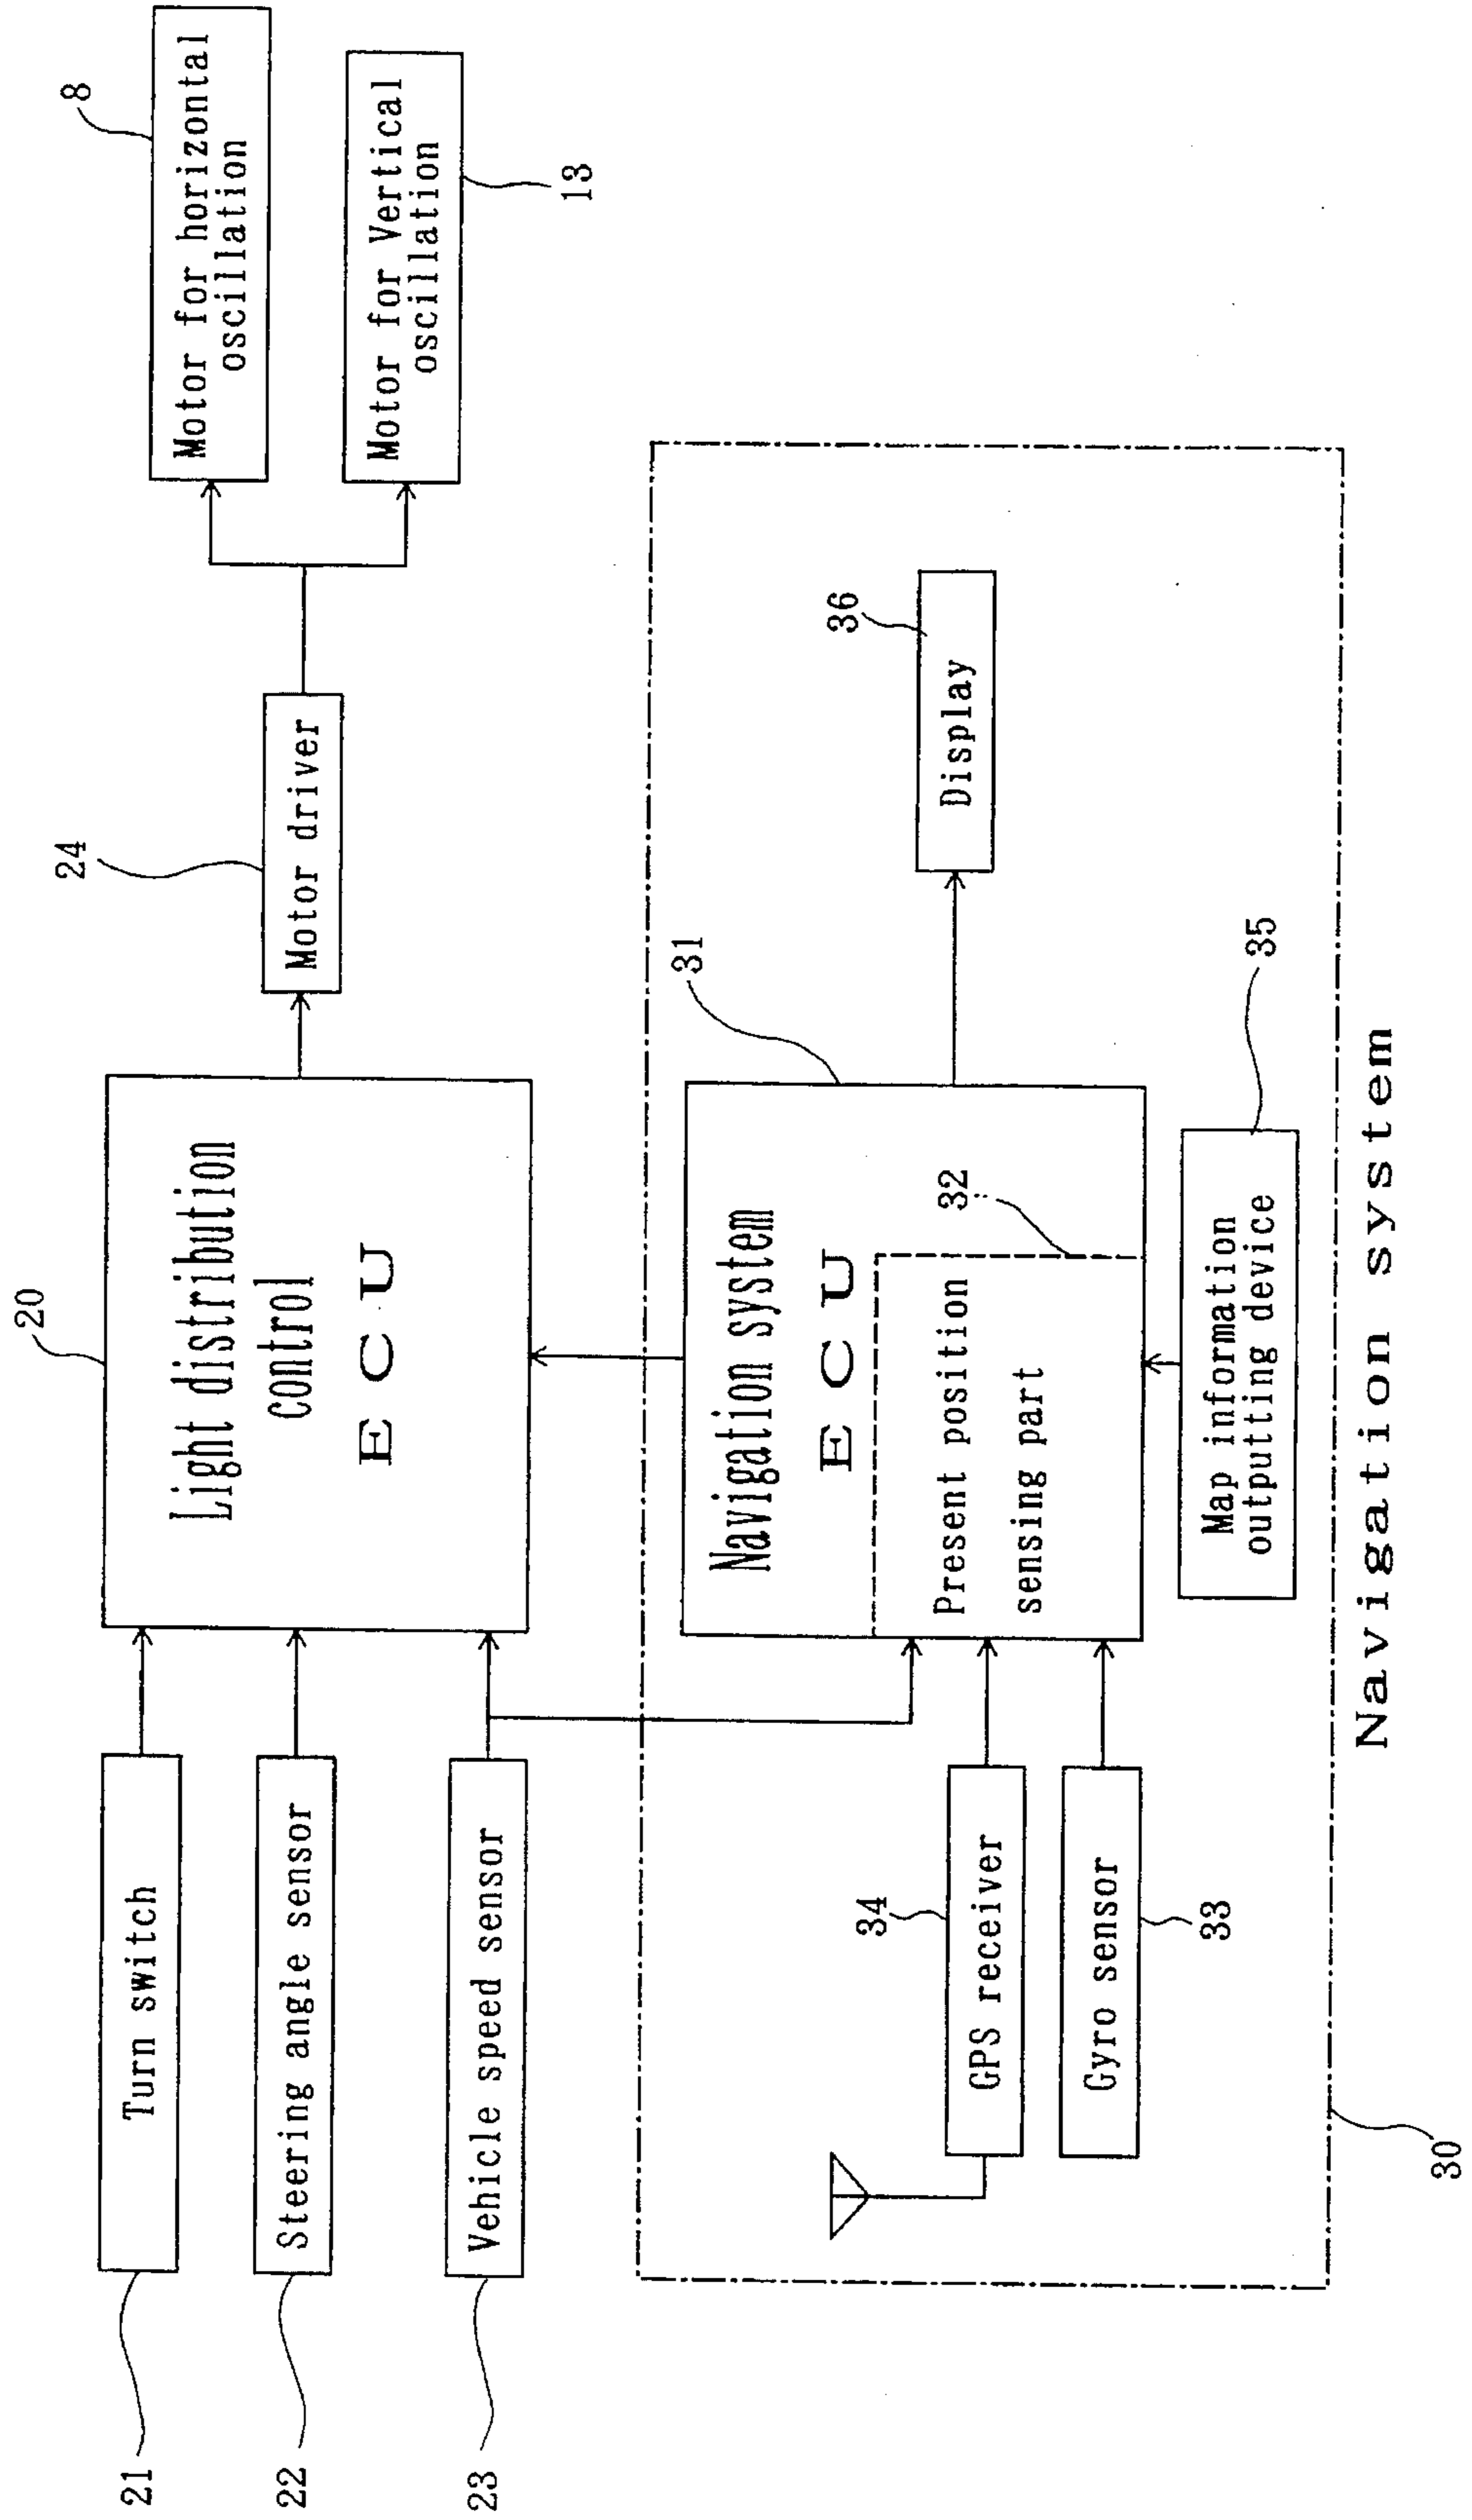 8
Motor for horizontal
oscillation
Motor for Vertical
oscillation
13
24
Motor driver
20
Light distribution
control
E C U
21
Turn switch
22
Steering angle sensor
23
Vehicle speed sensor
36
Display
31
Navigation system
E C U
32
Present position
sensing part
35
Map information
outputting device
34
GPS receiver
Gyro sensor
33
30
Navigation system